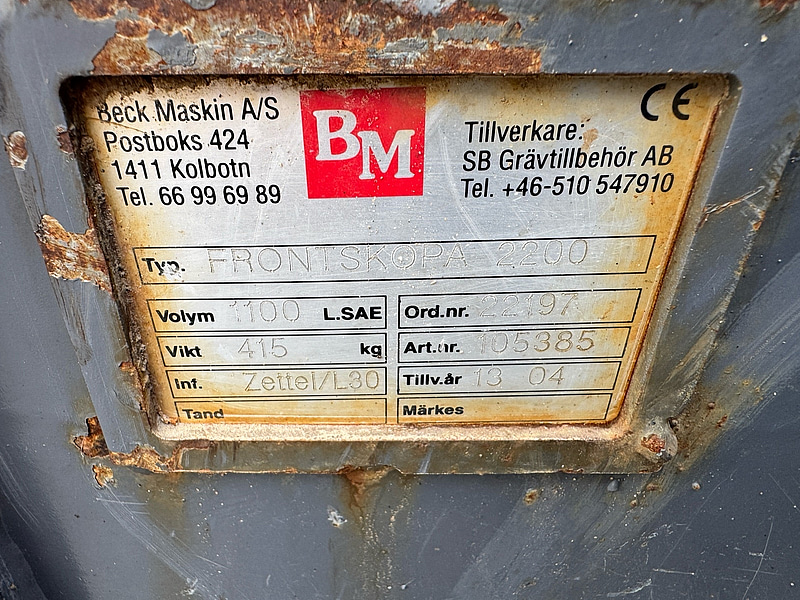 Beck Maskin A/S
Postboks 424
1411 Kolbotn
Tel. 66 99 69 89
BM
CE
Tillverkare:
SB Grävtillbehör AB
Tel. +46-510 547910
Typ. FRONTSKOPA 2200
Volym 1100 L.SAE Ord.nr. 22197
Vikt 415 kg Art.nr. 105385
Inf. Zettel/L30 Tillv.år 13 04
Tand Märkes